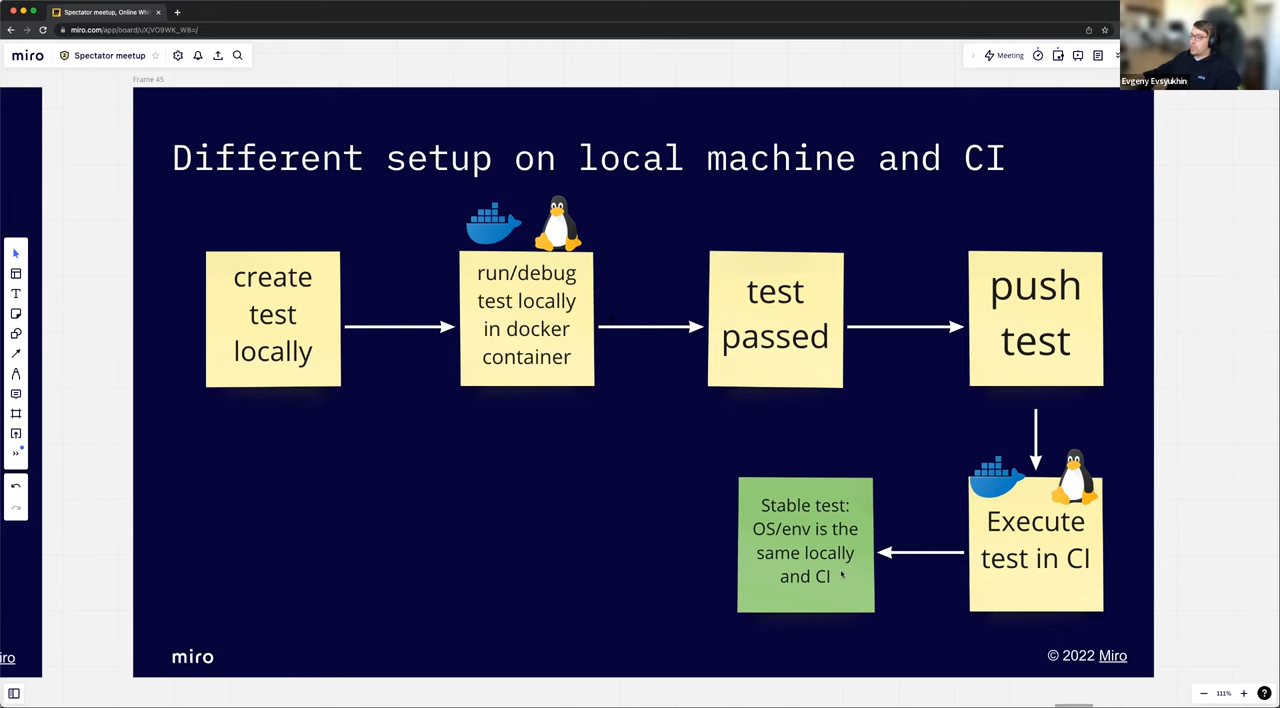 Spectator meetup, Online Whit
miro.com/app/board/uXjVO9WK_W8=/
miro
Spectator meetup
Meeting
Evgeny Evsyukhin
Frame 45
Different setup on local machine and CI
create
test
locally
run/debug
test locally
in docker
container
test
passed
push
test
Execute
test in CI
Stable test:
OS/env is the
same locally
and CI
iro
miro
© 2022 Miro
111%